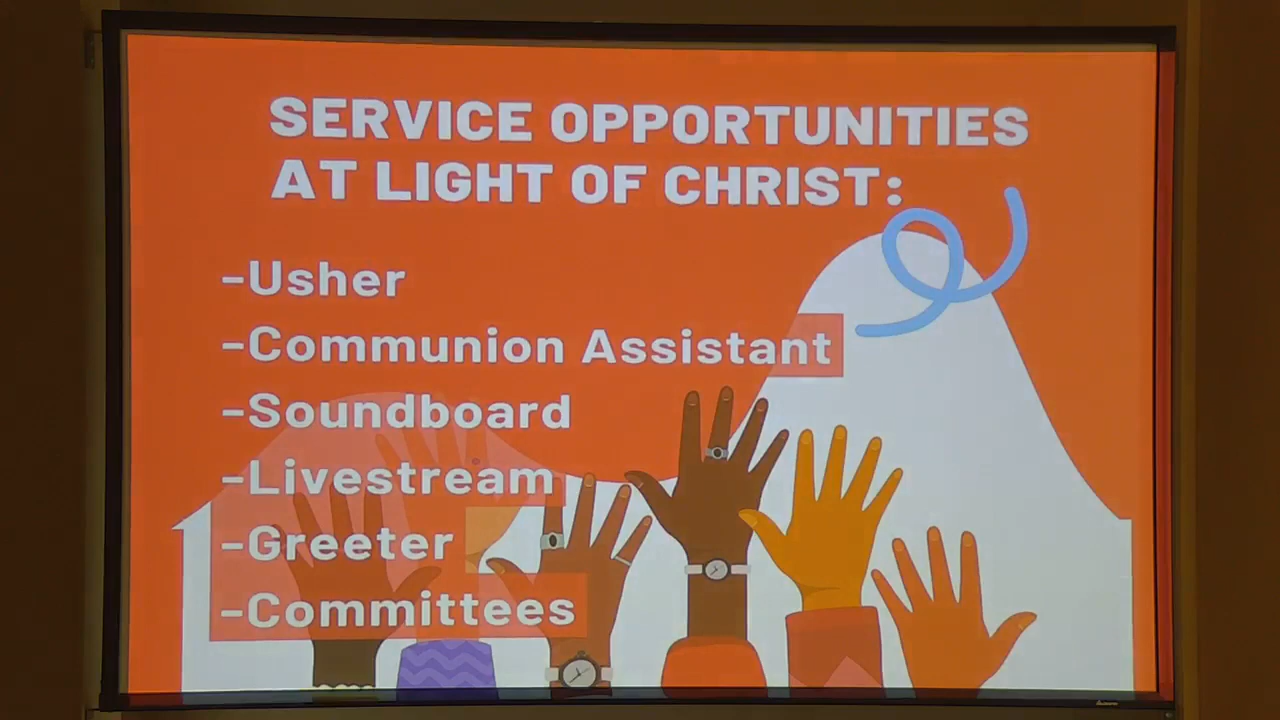 SERVICE OPPORTUNITIES
AT LIGHT OF CHRIST:
-Usher
-Communion Assistant
-Soundboard
-Livestream
-Greeter
-Committees